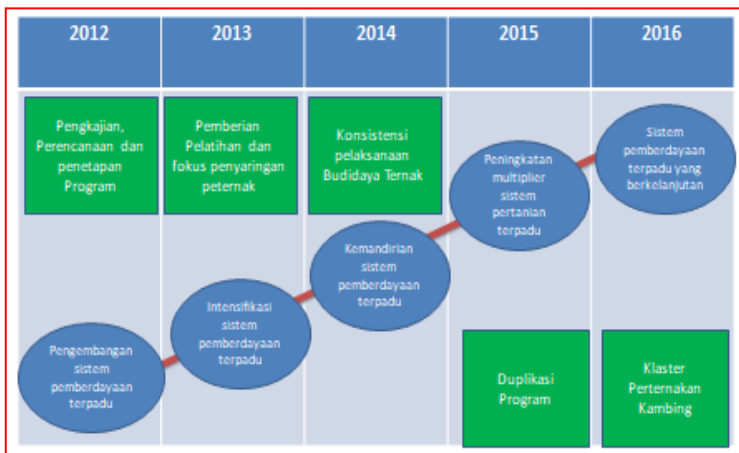 2012
2013
2014
2015
2016
Pengkajian,
Perencanaan dan
penetapan
Program
Pemberian
Pelatihan dan
fokus penyaringan
peternak
Konsistensi
pelaksanaan
Budidaya Ternak
Peningkatan
multiplier
sistem
pertanian
terpadu
Sistem
pemberdayaan
terpadu yang
berkelanjutan
Kemandirian
sistem
pemberdayaan
terpadu
Intensifikasi
sistem
pemberdayaan
terpadu
Pengembangan
sistem
pemberdayaan
terpadu
Duplikasi
Program
Klaster
Perternakan
Kambing